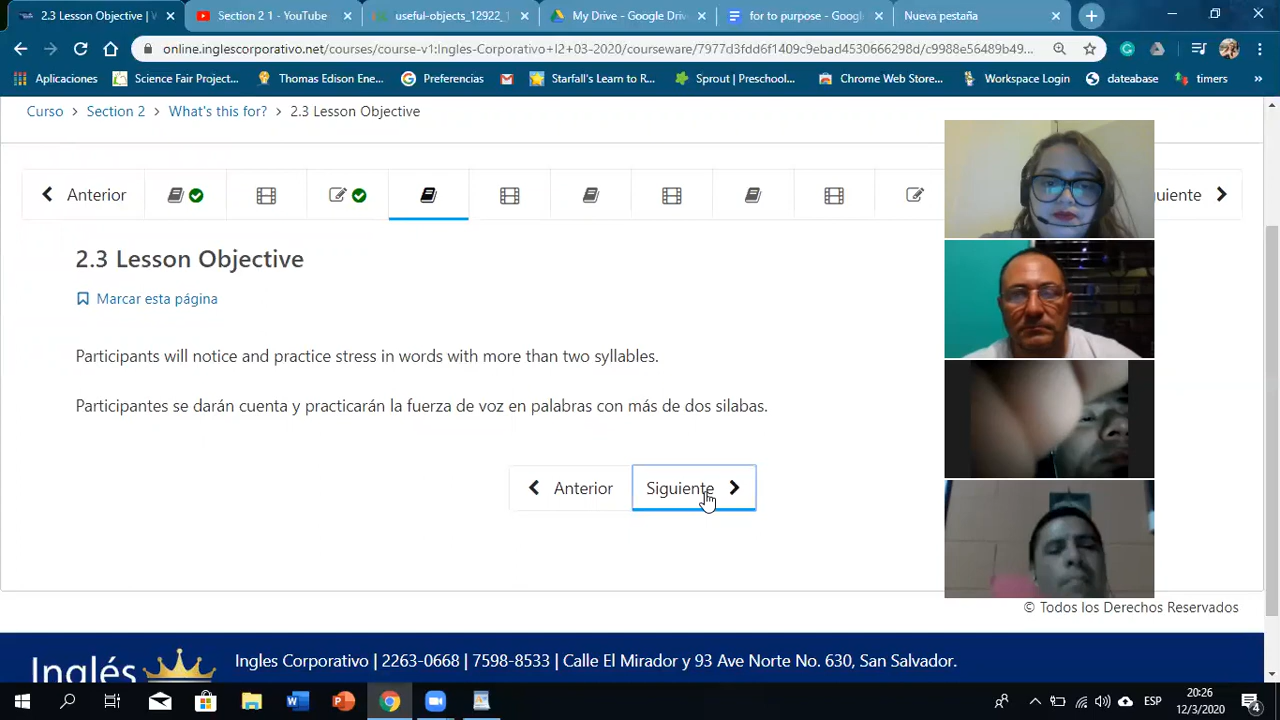 2.3 Lesson Objective | W
Section 2 1 - YouTube
useful-objects_12922_
My Drive - Google Driv
for to purpose - Googl
Nueva pestaña
online.inglescorporativo.net/courses/course-v1:Ingles-Corporativo+I2+03-2020/courseware/7977d3fdd6f1409c9ebad4530666298d/c9988e56489b49...
Aplicaciones
Science Fair Project...
Thomas Edison Ene...
Preferencias
Starfall's Learn to R...
Sprout | Preschool...
Chrome Web Store...
Workspace Login
dateabase
timers
Curso > Section 2 > What's this for? > 2.3 Lesson Objective
Anterior
uiente
2.3 Lesson Objective
Marcar esta página
Participants will notice and practice stress in words with more than two syllables.
Participantes se darán cuenta y practicarán la fuerza de voz en palabras con más de dos silabas.
Anterior
Siguiente
© Todos los Derechos Reservados
Inglés
Ingles Corporativo | 2263-0668 | 7598-8533 | Calle El Mirador y 93 Ave Norte No. 630, San Salvador.
ESP
20:26
12/3/2020
4